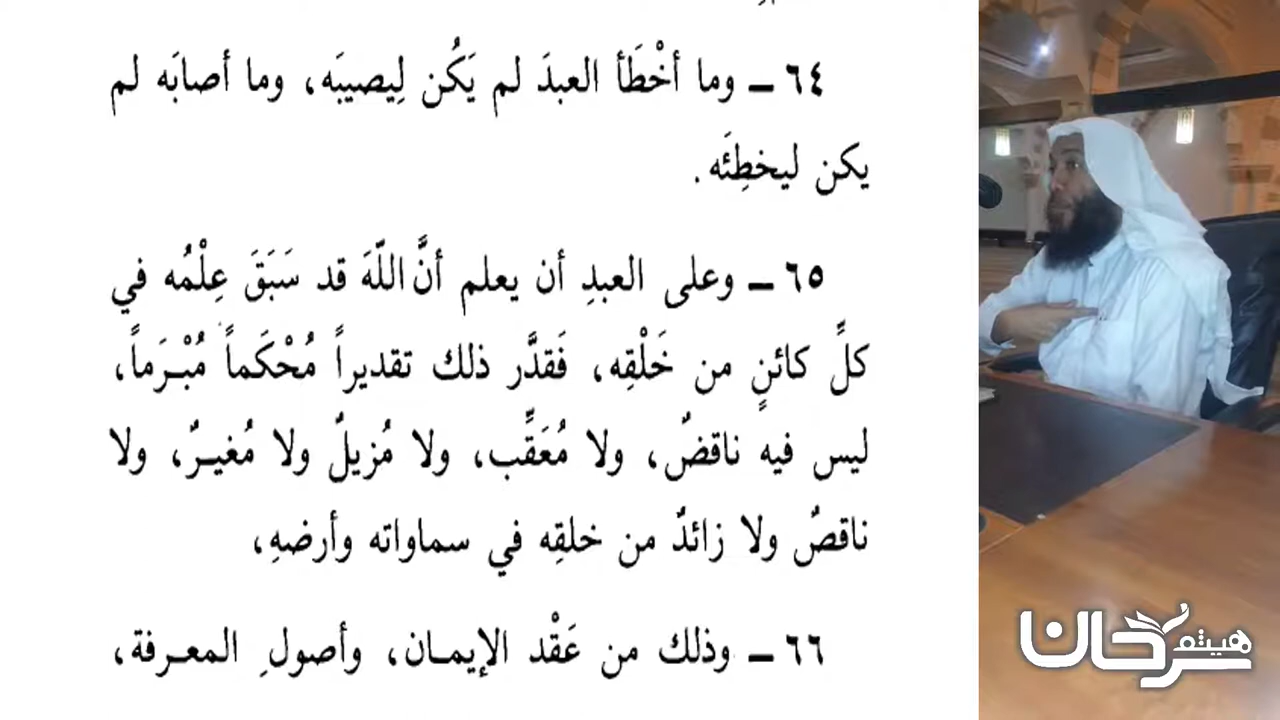 ٦٤ ـ وما أخْطَأ العبدَ لم يَكُن لِيصيبَه، وما أصابَه لم
يكن ليخطِئَه.
٦٥ ـ وعلى العبدِ أن يعلم أنَّ اللّهَ قد سَبَقَ عِلْمُه في
كلِّ كائنٍ من خَلْقِه، فَقدَّر ذلك تقديراً مُحْكَماً مُبْرَماً،
ليس فيه ناقضٌ، ولا مُعَقِّب، ولا مُزيلٌ ولا مُغيرٌ، ولا
ناقصٌ ولا زائدٌ من خلقِه في سماواته وأرضهِ،
٦٦ ـ وذلك من عَقْد الإيمان، وأصولِ المعرفة،
هيثم
سرحان